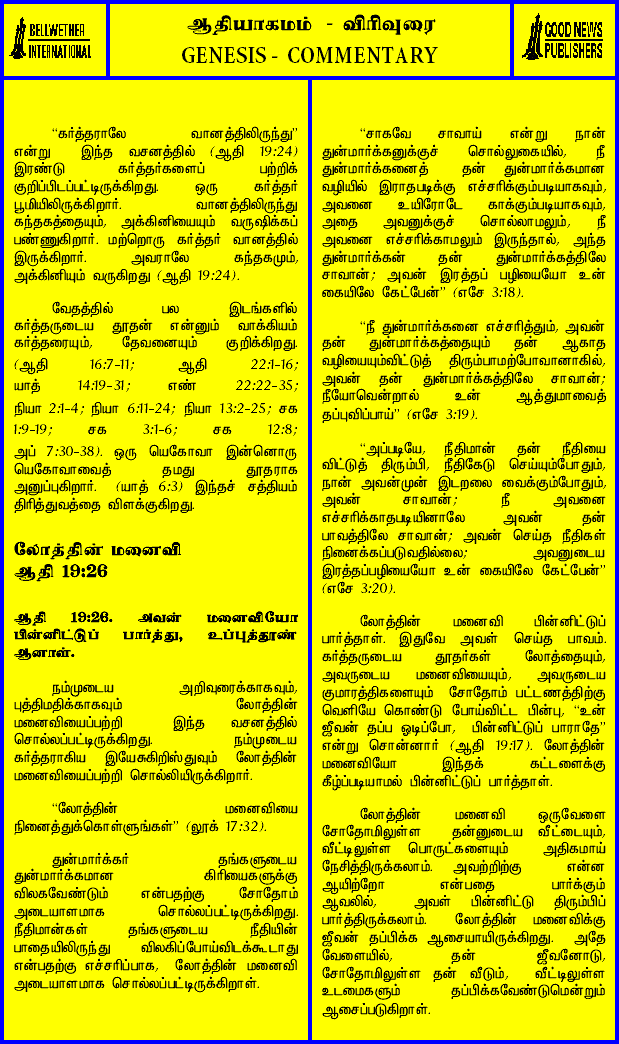 BELLWETHER
INTERNATIONAL
ஆதியாகமம் - விரிவுரை
GENESIS - COMMENTARY
GOOD NEWS
PUBLISHERS
“கர்த்தராலே வானத்திலிருந்து”
என்று இந்த வசனத்தில் (ஆதி 19:24)
இரண்டு கர்த்தர்களைப் பற்றிக்
குறிப்பிடப்பட்டிருக்கிறது. ஒரு கர்த்தர்
பூமியிலிருக்கிறார். வானத்திலிருந்து
கந்தகத்தையும், அக்கினியையும் வருஷிக்கப்
பண்ணுகிறார். மற்றொரு கர்த்தர் வானத்தில்
இருக்கிறார். அவராலே கந்தகமும்,
அக்கினியும் வருகிறது (ஆதி 19:24).
வேதத்தில் பல இடங்களில்
கர்த்தருடைய தூதன் என்னும் வாக்கியம்
கர்த்தரையும், தேவனையும் குறிக்கிறது.
(ஆதி 16:7-11; ஆதி 22:1-16;
யாத் 14:19-31; எண் 22:22-35;
நியா 2:1-4; நியா 6:11-24; நியா 13:2-25; சக
1:9-19; சக 3:1-6; சக 12:8;
அப் 7:30-38). ஒரு யெகோவா இன்னொரு
யெகோவாவைத் தமது தூதராக
அனுப்புகிறார். (யாத் 6:3) இந்தச் சத்தியம்
திரித்துவத்தை விளக்குகிறது.
லோத்தின் மனைவி
ஆதி 19:26
ஆதி 19:26. அவன் மனைவியோ
பின்னிட்டுப் பார்த்து, உப்புத்தூண்
ஆனாள்.
நம்முடைய அறிவுரைக்காகவும்,
புத்திமதிக்காகவும் லோத்தின்
மனைவியைப்பற்றி இந்த வசனத்தில்
சொல்லப்பட்டிருக்கிறது. நம்முடைய
கர்த்தராகிய இயேசுகிறிஸ்துவும் லோத்தின்
மனைவியைப்பற்றி சொல்லியிருக்கிறார்.
“லோத்தின் மனைவியை
நினைத்துக்கொள்ளுங்கள்” (லூக் 17:32).
துன்மார்க்கர் தங்களுடைய
துன்மார்க்கமான கிரியைகளுக்கு
விலகவேண்டும் என்பதற்கு சோதோம்
அடையாளமாக சொல்லப்பட்டிருக்கிறது.
நீதிமான்கள் தங்களுடைய நீதியின்
பாதையிலிருந்து விலகிப்போய்விடக்கூடாது
என்பதற்கு எச்சரிப்பாக, லோத்தின் மனைவி
அடையாளமாக சொல்லப்பட்டிருக்கிறாள்.
“சாகவே சாவாய் என்று நான்
துன்மார்க்கனுக்குச் சொல்லுகையில், நீ
துன்மார்க்கனைத் தன் துன்மார்க்கமான
வழியில் இராதபடிக்கு எச்சரிக்கும்படியாகவும்,
அவனை உயிரோடே காக்கும்படியாகவும்,
அதை அவனுக்குச் சொல்லாமலும், நீ
அவனை எச்சரிக்காமலும் இருந்தால், அந்த
துன்மார்க்கன் தன் துன்மார்க்கத்திலே
சாவான்; அவன் இரத்தப் பழியையோ உன்
கையிலே கேட்பேன்” (எசே 3:18).
“நீ துன்மார்க்கனை எச்சரித்தும், அவன்
தன் துன்மார்க்கத்தையும் தன் ஆகாத
வழியையும்விட்டுத் திரும்பாமற்போவானாகில்,
அவன் தன் துன்மார்க்கத்திலே சாவான்;
நீயோவென்றால் உன் ஆத்துமாவைத்
தப்புவிப்பாய்” (எசே 3:19).
“அப்படியே, நீதிமான் தன் நீதியை
விட்டுத் திரும்பி, நீதிகேடு செய்யும்போதும்,
நான் அவன்முன் இடறலை வைக்கும்போதும்,
அவன் சாவான்; நீ அவனை
எச்சரிக்காதபடியினாலே அவன் தன்
பாவத்திலே சாவான்; அவன் செய்த நீதிகள்
நினைக்கப்படுவதில்லை; அவனுடைய
இரத்தப்பழியையோ உன் கையிலே கேட்பேன்”
(எசே 3:20).
லோத்தின் மனைவி பின்னிட்டுப்
பார்த்தாள். இதுவே அவள் செய்த பாவம்.
கர்த்தருடைய தூதர்கள் லோத்தையும்,
அவருடைய மனைவியையும், அவருடைய
குமாரத்திகளையும் சோதோம் பட்டணத்திற்கு
வெளியே கொண்டு போய்விட்ட பின்பு, “உன்
ஜீவன் தப்ப ஓடிப்போ, பின்னிட்டுப் பாராதே”
என்று சொன்னார் (ஆதி 19:17). லோத்தின்
மனைவியோ இந்தக் கட்டளைக்கு
கீழ்ப்படியாமல் பின்னிட்டுப் பார்த்தாள்.
லோத்தின் மனைவி ஒருவேளை
சோதோமிலுள்ள தன்னுடைய வீட்டையும்,
வீட்டிலுள்ள பொருட்களையும் அதிகமாய்
நேசித்திருக்கலாம். அவற்றிற்கு என்ன
ஆயிற்றோ என்பதை பார்க்கும்
ஆவலில், அவள் பின்னிட்டு திரும்பிப்
பார்த்திருக்கலாம். லோத்தின் மனைவிக்கு
ஜீவன் தப்பிக்க ஆசையாயிருக்கிறது. அதே
வேளையில், தன் ஜீவனோடு,
சோதோமிலுள்ள தன் வீடும், வீட்டிலுள்ள
உடமைகளும் தப்பிக்கவேண்டுமென்றும்
ஆசைப்படுகிறாள்.